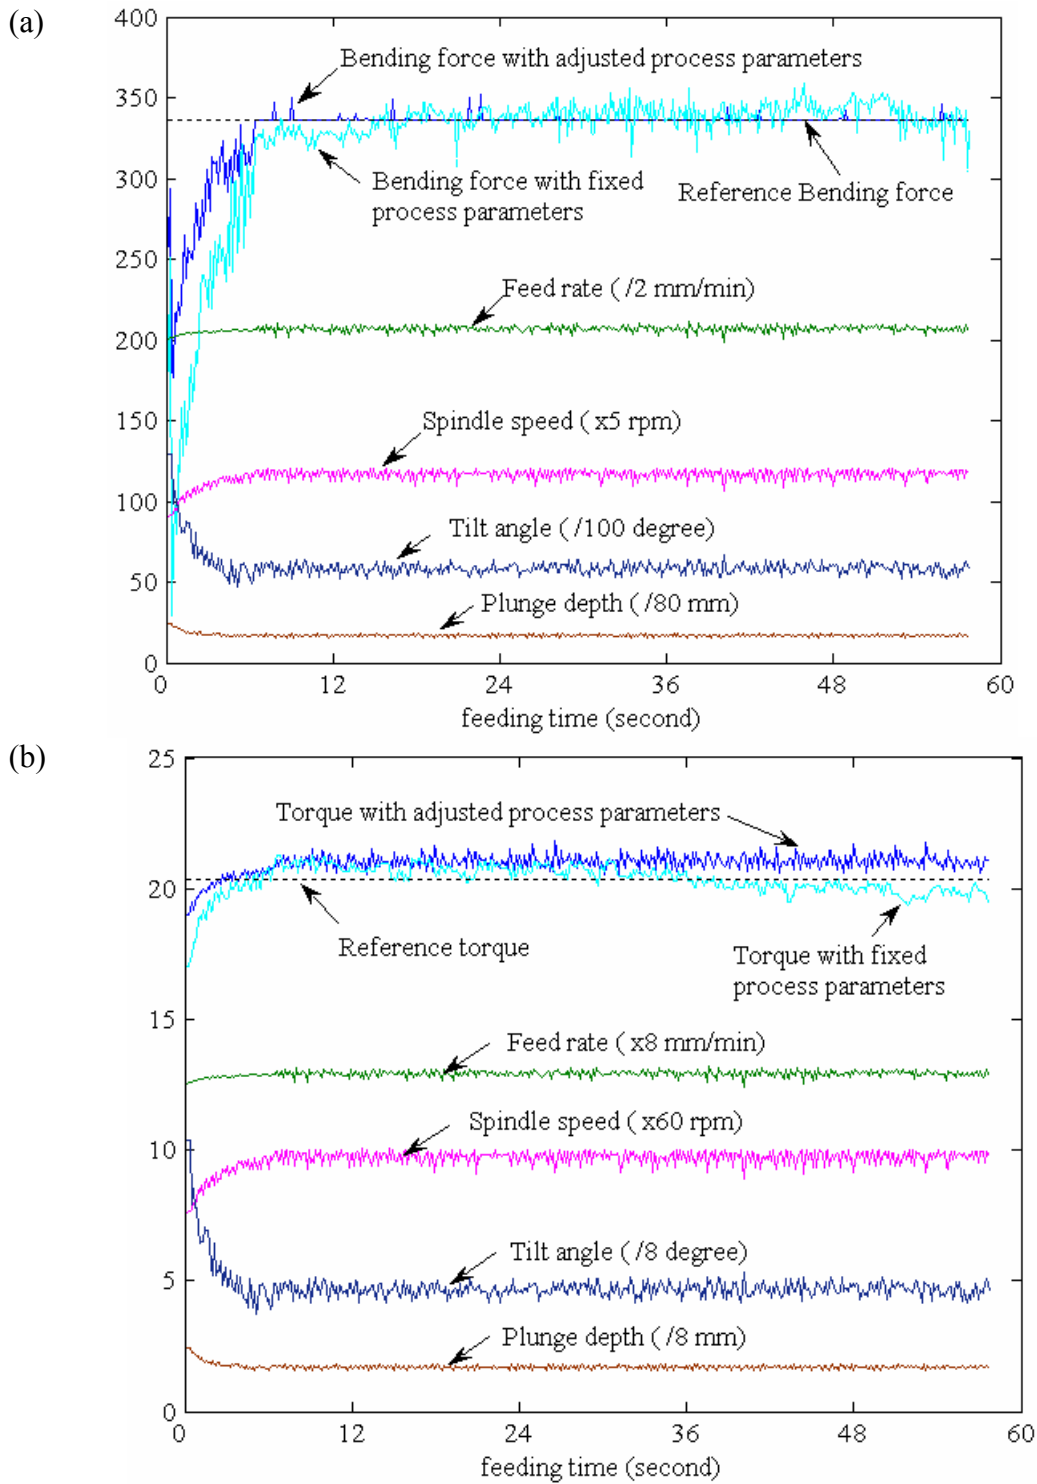 (a)
400
Bending force with adjusted process parameters
350
300
Bending force with fixed
process parameters
Reference Bending force
250
Feed rate ( /2 mm/min)
200
150
Spindle speed ( x5 rpm)
100
Tilt angle ( /100 degree)
50
Plunge depth ( /80 mm)
0
0 12 24 36 48 60
feeding time (second)
(b)
25
Torque with adjusted process parameters
20
Reference torque
Torque with fixed
process parameters
15
Feed rate ( x8 mm/min)
10
Spindle speed ( x60 rpm)
Tilt angle ( /8 degree)
5
Plunge depth ( /8 mm)
0
0 12 24 36 48 60
feeding time (second)